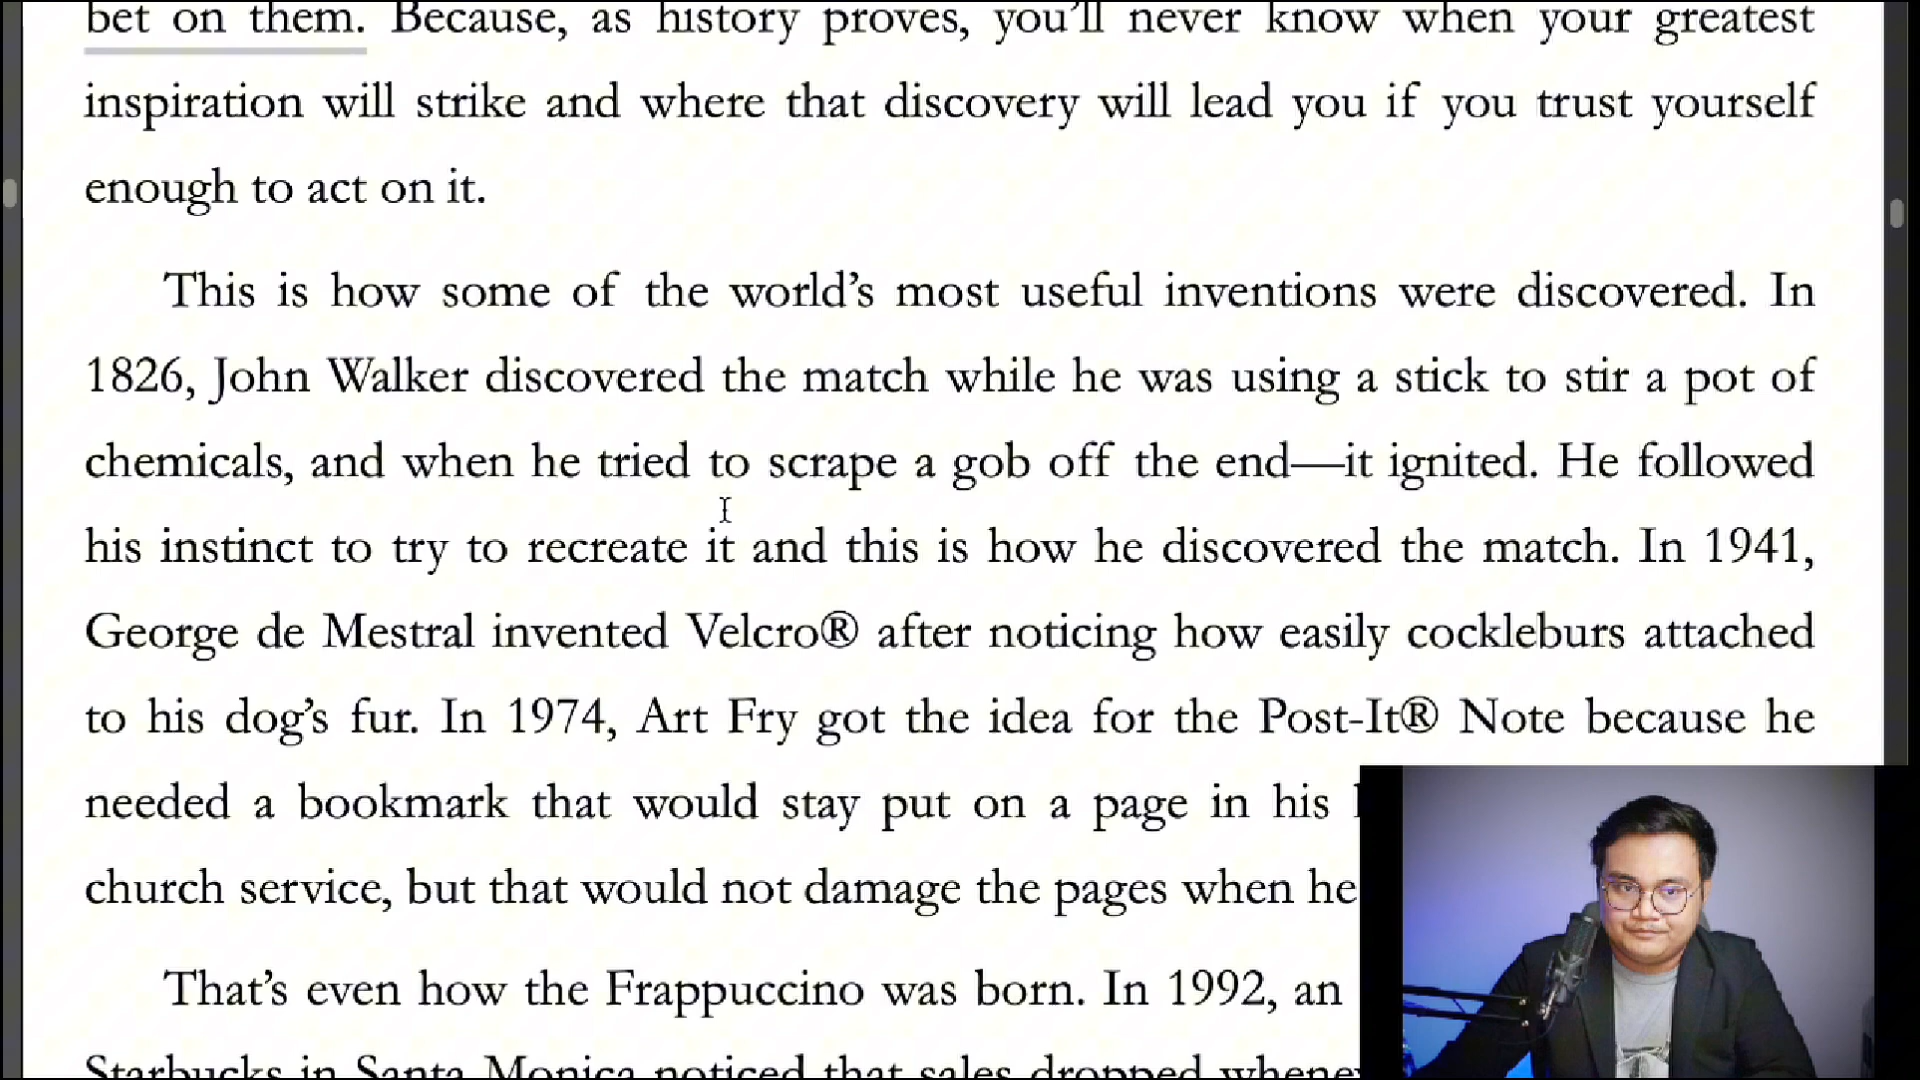 bet on them. Because, as history proves, you’ll never know when your greatest
inspiration will strike and where that discovery will lead you if you trust yourself
enough to act on it.
This is how some of the world’s most useful inventions were discovered. In
1826, John Walker discovered the match while he was using a stick to stir a pot of
chemicals, and when he tried to scrape a gob off the end—it ignited. He followed
his instinct to try to recreate it and this is how he discovered the match. In 1941,
George de Mestral invented Velcro® after noticing how easily cockleburs attached
to his dog’s fur. In 1974, Art Fry got the idea for the Post-It® Note because he
needed a bookmark that would stay put on a page in his
church service, but that would not damage the pages when he
That’s even how the Frappuccino was born. In 1992, an
Starbucks in Santa Monica noticed that sales dropped